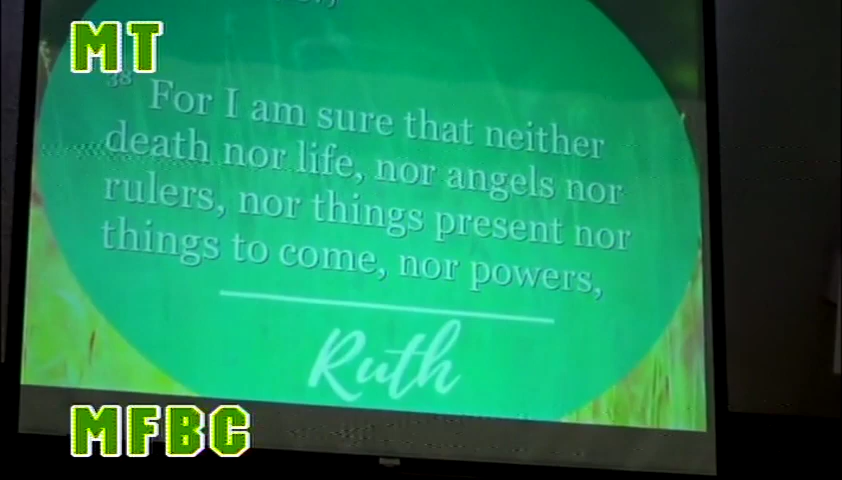 MT
38 For I am sure that neither
death nor life, nor angels nor
rulers, nor things present nor
things to come, nor powers,
Ruth
MFBC